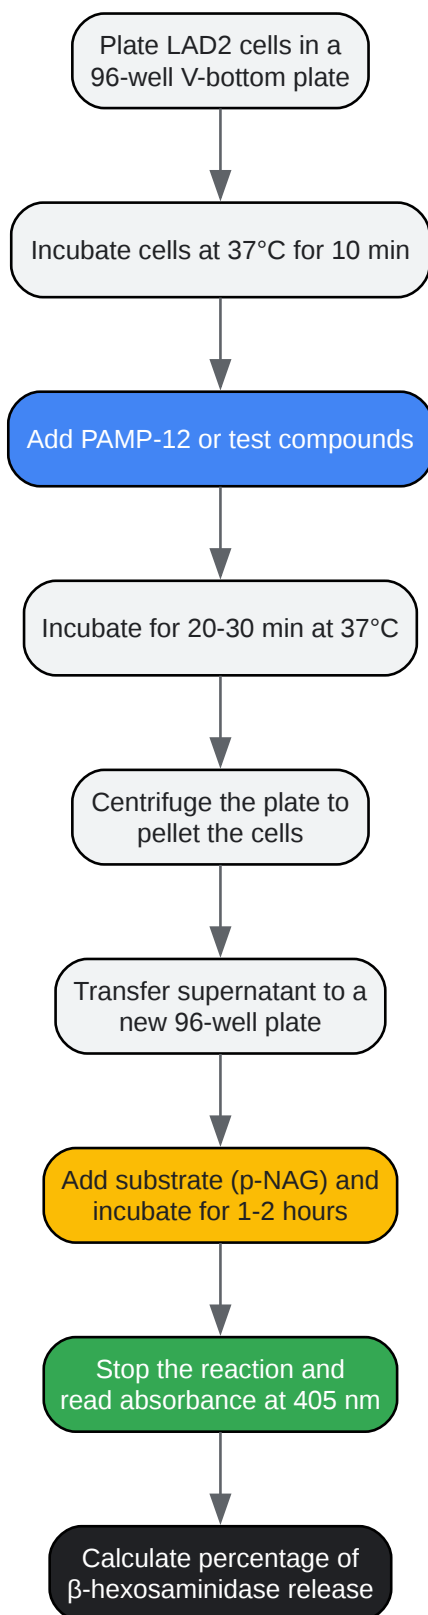 Plate LAD2 cells in a
96-well V-bottom plate
Incubate cells at 37°C for 10 min
Add PAMP-12 or test compounds
Incubate for 20-30 min at 37°C
Centrifuge the plate to
pellet the cells
Transfer supernatant to a
new 96-well plate
Add substrate (p-NAG) and
incubate for 1-2 hours
Stop the reaction and
read absorbance at 405 nm
Calculate percentage of
β-hexosaminidase release